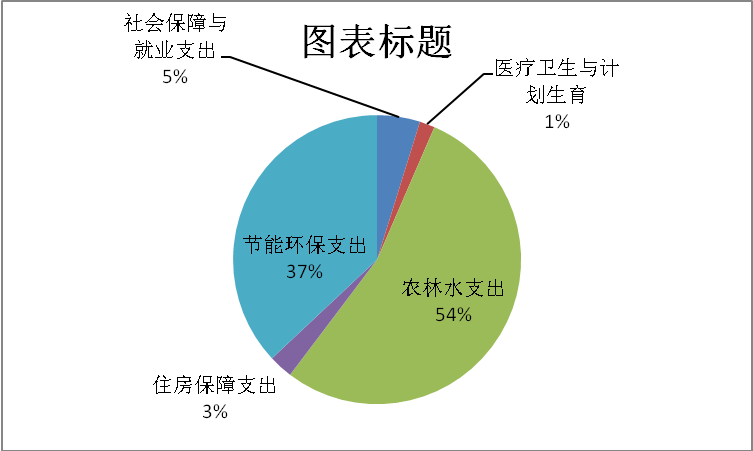 图表标题
社会保障与
就业支出
5%
医疗卫生与计
划生育
1%
节能环保支出
37%
农林水支出
54%
住房保障支出
3%